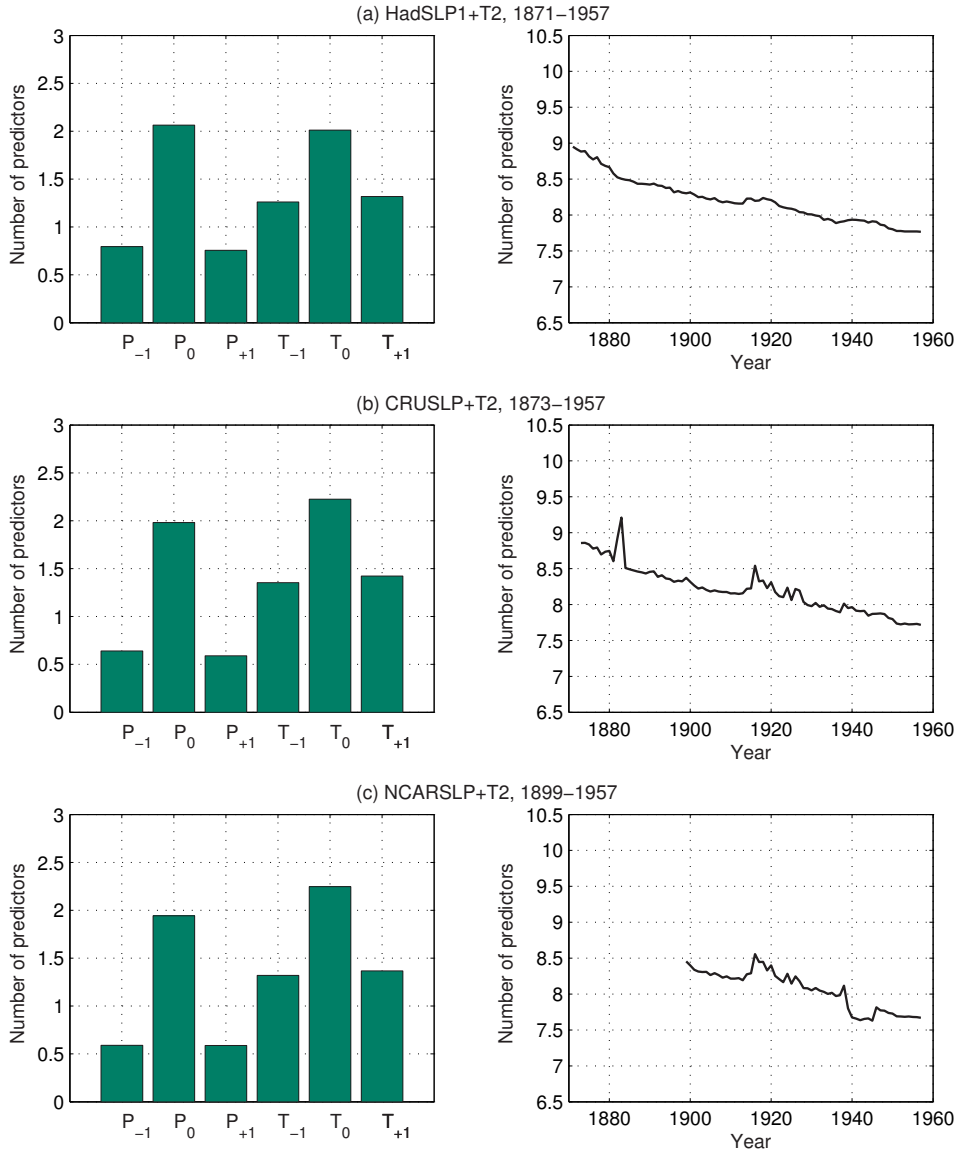 (a) HadSLP1+T2, 1871−1957
Number of predictors
3
2.5
2
1.5
1
0.5
0
P−1 P0 P+1 T−1 T0 T+1
Number of predictors
10.5
10
9.5
9
8.5
8
7.5
7
6.5
1880 1900 1920 1940 1960
Year
(b) CRUSLP+T2, 1873−1957
Number of predictors
3
2.5
2
1.5
1
0.5
0
P−1 P0 P+1 T−1 T0 T+1
Number of predictors
10.5
10
9.5
9
8.5
8
7.5
7
6.5
1880 1900 1920 1940 1960
Year
(c) NCARSLP+T2, 1899−1957
Number of predictors
3
2.5
2
1.5
1
0.5
0
P−1 P0 P+1 T−1 T0 T+1
Number of predictors
10.5
10
9.5
9
8.5
8
7.5
7
6.5
1880 1900 1920 1940 1960
Year